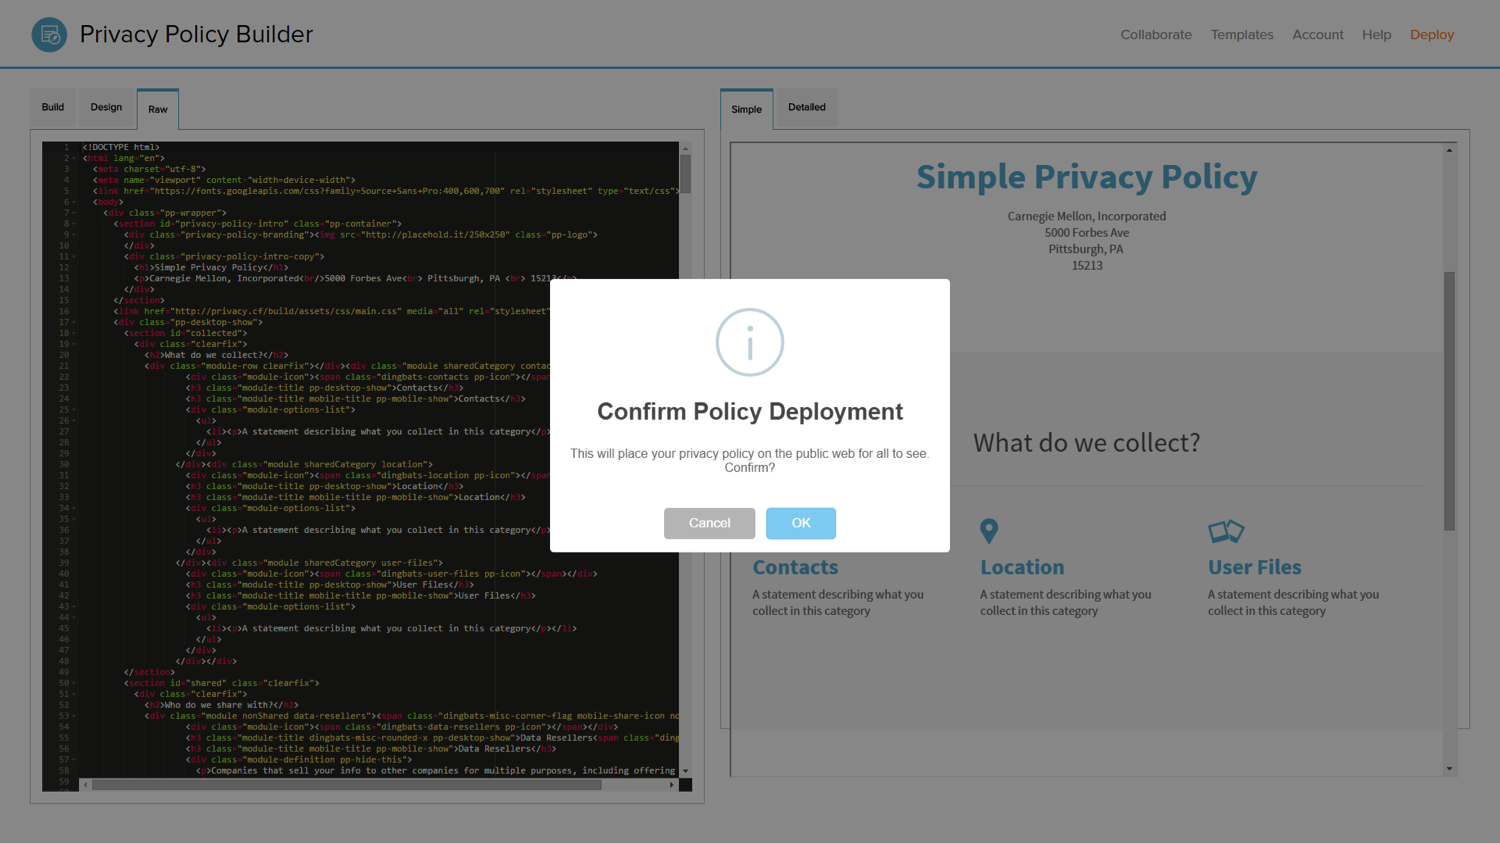 Privacy Policy Builder
Collaborate Templates Account Help Deploy
Build Design Raw
1 <!DOCTYPE html>
2 <html lang="en">
3 <meta charset="utf-8">
4 <meta name="viewport" content="width=device-width">
5 <link href="https://fonts.googleapis.com/css?family=Source+Sans+Pro:400,600,700" rel="stylesheet" type="text/css">
6 <body>
7 <div class="pp-wrapper">
8 <section id="privacy-policy-intro" class="pp-container">
9 <div class="privacy-policy-branding"><img src="http://placehold.it/250x250" class="pp-logo">
10 </div>
11 <div class="privacy-policy-intro-copy">
12 <h1>Simple Privacy Policy</h1>
13 <p>Carnegie Mellon, Incorporated<br/>5000 Forbes Ave<br> Pittsburgh, PA <br> 15213</p>
14 </div>
15 </section>
16 <link href="http://privacy.cf/build/assets/css/main.css" media="all" rel="stylesheet"
17 <div class="pp-desktop-show">
18 <section id="collected">
19 <div class="clearfix">
20 <h2>What do we collect?</h2>
21 <div class="module-row clearfix"></div><div class="module sharedCategory contac
22 <div class="module-icon"><span class="dingbats-contacts pp-icon"></span
23 <h3 class="module-title pp-desktop-show">Contacts</h3>
24 <h3 class="module-title mobile-title pp-mobile-show">Contacts</h3>
25 <div class="module-options-list">
26 <ul>
27 <li><p>A statement describing what you collect in this category</p>
28 </ul>
29 </div>
30 </div><div class="module sharedCategory location">
31 <div class="module-icon"><span class="dingbats-location pp-icon"></span
32 <h3 class="module-title pp-desktop-show">Location</h3>
33 <h3 class="module-title mobile-title pp-mobile-show">Location</h3>
34 <div class="module-options-list">
35 <ul>
36 <li><p>A statement describing what you collect in this category</p>
37 </ul>
38 </div>
39 </div><div class="module sharedCategory user-files">
40 <div class="module-icon"><span class="dingbats-user-files pp-icon"></span></div>
41 <h3 class="module-title pp-desktop-show">User Files</h3>
42 <h3 class="module-title mobile-title pp-mobile-show">User Files</h3>
43 <div class="module-options-list">
44 <ul>
45 <li><p>A statement describing what you collect in this category</p></li>
46 </ul>
47 </div>
48 </div></div>
49 </section>
50 <section id="shared" class="clearfix">
51 <div class="clearfix">
52 <h2>Who do we share with?</h2>
53 <div class="module nonShared data-resellers"><span class="dingbats-misc-corner-flag mobile-share-icon no
54 <div class="module-icon"><span class="dingbats-data-resellers pp-icon"></span></div>
55 <h3 class="module-title dingbats-misc-rounded-x pp-desktop-show">Data Resellers<span class="ding
56 <h3 class="module-title mobile-title pp-mobile-show">Data Resellers</h3>
57 <div class="module-definition pp-hide-this">
58 <p>Companies that sell your info to other companies for multiple purposes, including offering
59
Simple Detailed
Simple Privacy Policy
Carnegie Mellon, Incorporated
5000 Forbes Ave
Pittsburgh, PA
15213
What do we collect?
Contacts
A statement describing what you
collect in this category
Location
A statement describing what you
collect in this category
User Files
A statement describing what you
collect in this category
Confirm Policy Deployment
This will place your privacy policy on the public web for all to see.
Confirm?
Cancel OK